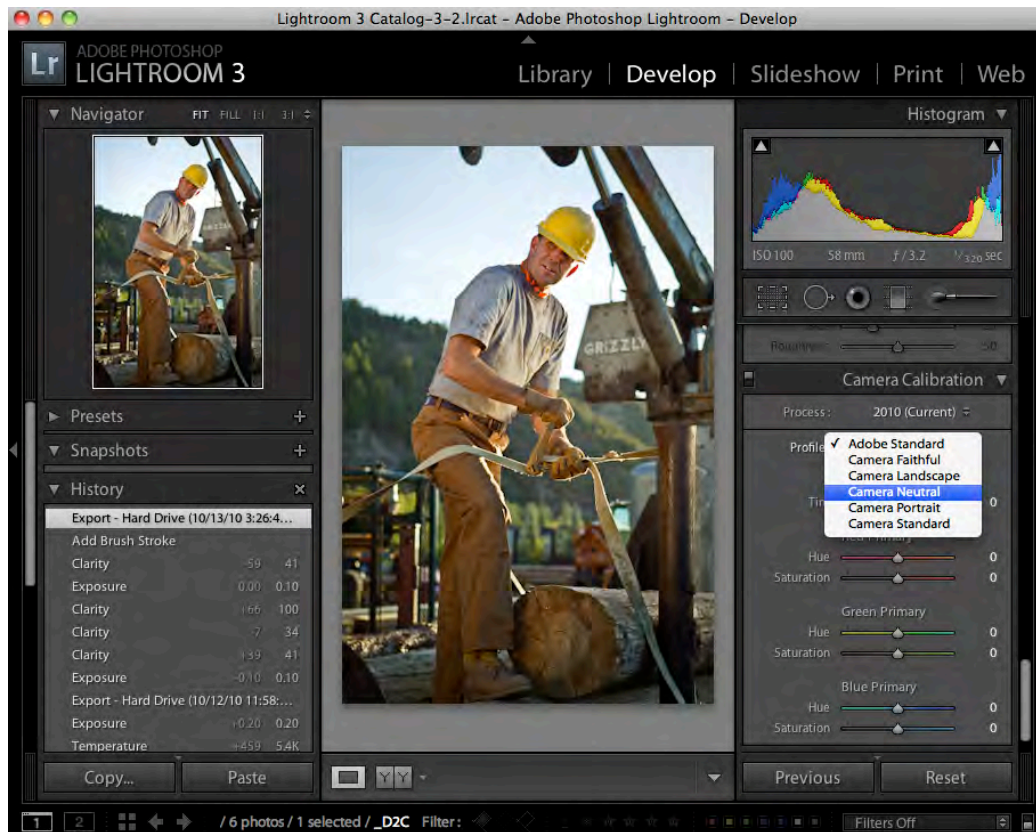 Lightroom 3 Catalog-3-2.lrcat – Adobe Photoshop Lightroom – Develop
Lr
ADOBE PHOTOSHOP
LIGHTROOM 3
Library | Develop | Slideshow | Print | Web
Navigator FIT FILL 1:1 3:1
Histogram
ISO 100 58 mm ƒ/3.2 1/320 SEC
GRIZZLY
50
Camera Calibration
Process: 2010 (Current)
Profile
✓ Adobe Standard
Camera Faithful
Camera Landscape
Camera Neutral
Camera Portrait
Camera Standard
0
Red Primary
Hue 0
Saturation 0
Green Primary
Hue 0
Saturation 0
Blue Primary
Hue 0
Saturation 0
Presets +
Snapshots +
History ×
Export - Hard Drive (10/13/10 3:26:4...
Add Brush Stroke
Clarity -59 41
Exposure 0.00 0.10
Clarity +66 100
Clarity -7 34
Clarity +39 41
Exposure -0.10 0.10
Export - Hard Drive (10/12/10 11:58:...
Exposure +0.20 0.20
Temperature +459 5.4K
Copy... Paste
Y Y
Previous Reset
1 2
/ 6 photos / 1 selected / _D2C Filter:
Filters Off